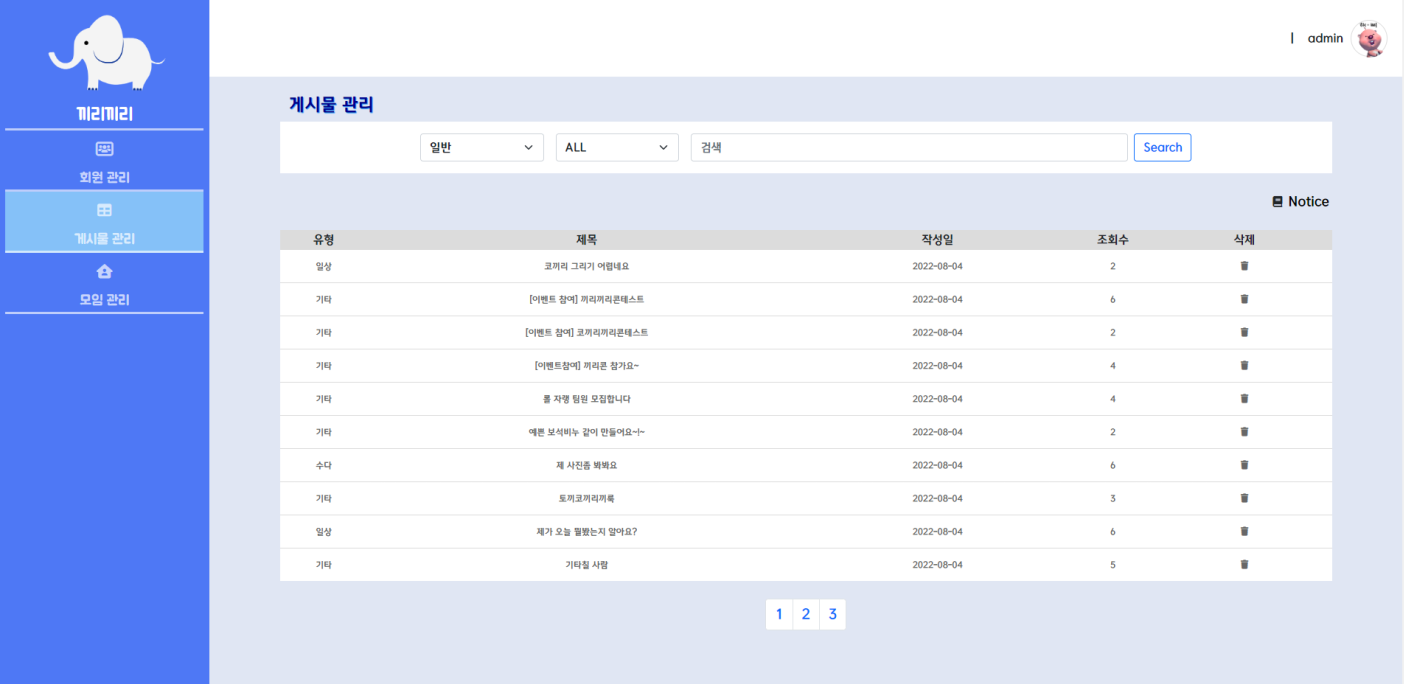 | admin
끼리끼리
회원 관리
게시물 관리
모임 관리
게시물 관리
일반 ALL 검색 Search
Notice
유형 제목 작성일 조회수 삭제
일상 코끼리 그리기 어렵네요 2022-08-04 2
기타 [이벤트 참여] 끼리끼리콘테스트 2022-08-04 6
기타 [이벤트 참여] 코끼리끼리콘테스트 2022-08-04 2
기타 [이벤트참여] 끼리콘 참가요~ 2022-08-04 4
기타 롤 자랭 팀원 모집합니다 2022-08-04 4
기타 예쁜 보석비누 같이 만들어요~!~ 2022-08-04 2
수다 제 사진좀 봐봐요 2022-08-04 6
기타 토끼코끼리끼룩 2022-08-04 3
일상 제가 오늘 뭘봤는지 알아요? 2022-08-04 6
기타 기타칠 사람 2022-08-04 5
1 2 3